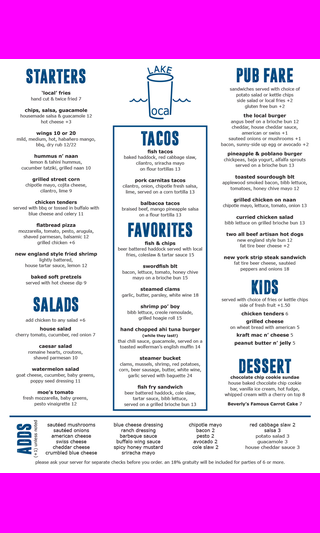 STARTERS
'local' fries
hand cut & twice fried 7
chips, salsa, guacamole
housemade salsa & guacamole 12
hot cheese +3
wings 10 or 20
mild, medium, hot, habañero mango,
bbq, dry rub 12/22
hummus n' naan
lemon & tahini hummus,
cucumber tatziki, grilled naan 10
grilled street corn
chipotle mayo, cojita cheese,
cilantro, lime 9
chicken tenders
served with bbq or tossed in buffalo with
blue cheese and celery 11
flatbread pizza
mozzarella, tomato, pesto, arugula,
shaved parmesan, balsamic 12
grilled chicken +6
new england style fried shrimp
lightly battered,
house tartar sauce, lemon 12
baked soft pretzels
served with hot cheese dip 9
SALADS
add chicken to any salad +6
house salad
cherry tomato, cucumber, red onion 7
caesar salad
romaine hearts, croutons,
shaved parmesan 10
watermelon salad
goat cheese, cucumber, baby greens,
poppy seed dressing 11
moe's tomato
fresh mozzarella, baby greens,
pesto vinaigrette 12
LAKE
local
TACOS
fish tacos
baked haddock, red cabbage slaw,
cilantro, sriracha mayo
on a flour tortilla 13
pork carnitas tacos
cilantro, onion, chipotle fresh salsa,
lime, served on a corn tortilla 13
balbacoa tacos
braised beef, mango pineapple salsa
on a flour tortilla 13
FAVORITES
fish & chips
beer battered haddock served with local
fries, coleslaw & tartar sauce 15
swordfish blt
bacon, lettuce, tomato, honey chive
mayo on a brioche bun 15
steamed clams
garlic, butter, parsley, white wine 18
shrimp po' boy
bibb lettuce, creole remoulade,
grilled hoagie roll 15
hand chopped ahi tuna burger
(while they last!)
thai chili sauce, guacamole, served on a
toasted wolferman's english muffin 14
steamer bucket
clams, mussels, shrimp, red potatoes,
corn, beer sausage, butter, white wine,
garlic served with baguette 24
fish fry sandwich
beer battered haddock, cole slaw,
tartar sauce, bibb lettuce,
served on a grilled brioche bun 13
PUB FARE
sandwiches served with choice of
potato salad or kettle chips
side salad or local fries +2
gluten free bun +2
the local burger
angus beef on a brioche bun 12
cheddar, house cheddar sauce,
american or swiss +1
sautéed onions or mushrooms +1
bacon, sunny-side up egg or avocado +2
pineapple & poblano burger
chickpeas, baja yogurt, alfalfa sprouts
served on a brioche bun 13
toasted sourdough blt
applewood smoked bacon, bibb lettuce,
tomatoes, honey chive mayo 12
grilled chicken on naan
chipotle mayo, lettuce, tomato, onion 13
curried chicken salad
bibb lettuce on grilled brioche bun 13
two all beef artisan hot dogs
new england style bun 12
fat tire beer cheese +2
new york strip steak sandwich
fat tire beer cheese, sautéed
peppers and onions 18
KIDS
served with choice of fries or kettle chips
side of fresh fruit +1.50
chicken tenders 6
grilled cheese
on wheat bread with american 5
kraft mac n' cheese 5
peanut butter n' jelly 5
DESSERT
chocolate chip cookie sundae
house baked chocolate chip cookie
bar, vanilla ice cream, hot fudge,
whipped cream with a cherry on top 8
Beverly's Famous Carrot Cake 7
ADDS
(+1) unless noted
sautéed mushrooms
sautéed onions
american cheese
swiss cheese
cheddar cheese
crumbled blue cheese
blue cheese dressing
ranch dressing
barbeque sauce
buffalo wing sauce
spicy honey mustard
sriracha mayo
chipotle mayo
bacon 2
pesto 2
avocado 2
cole slaw 2
red cabbage slaw 2
salsa 3
potato salad 3
guacamole 3
house cheddar sauce 3
please ask your server for separate checks before you order. an 18% gratuity will be included for parties of 6 or more.